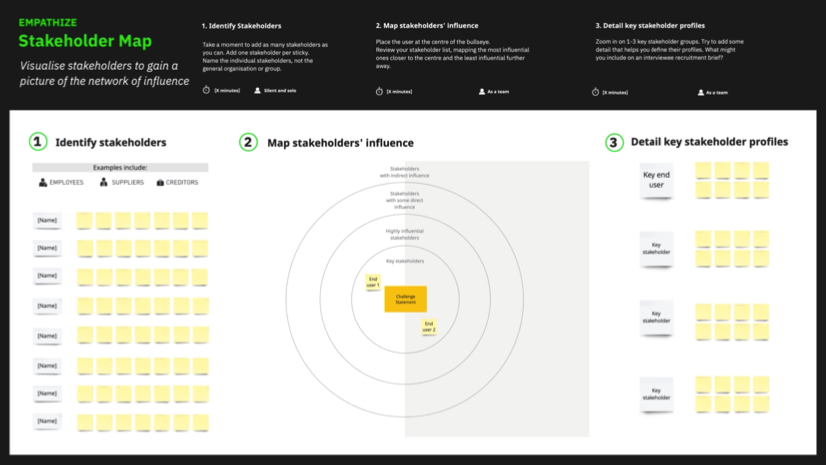 EMPATHIZE
Stakeholder Map
Visualise stakeholders to gain a
picture of the network of influence
1. Identify Stakeholders
Take a moment to add as many stakeholders as
you can. Add one stakeholder per sticky.
Name the individual stakeholders, not the
general organisation or group.
[X minutes]
Silent and solo
2. Map stakeholders' influence
Place the user at the centre of the bullseye.
Review your stakeholder list, mapping the most influential
ones closer to the centre and the least influential further
away.
[X minutes]
As a team
3. Detail key stakeholder profiles
Zoom in on 1-3 key stakeholder groups. Try to add some
detail that helps you define their profiles. What might
you include on an interviewee recruitment brief?
[X minutes]
As a team
1 Identify stakeholders
Examples include:
EMPLOYEES
SUPPLIERS
CREDITORS
[Name]
[Name]
[Name]
[Name]
[Name]
[Name]
[Name]
[Name]
2 Map stakeholders' influence
Stakeholders
with indirect influence
Stakeholders
with some direct
influence
Highly influential
stakeholders
Key stakeholders
End
user 1
Challenge
Statement
End
user 2
3 Detail key stakeholder profiles
Key end
user
Key
stakeholder
Key
stakeholder
Key
stakeholder